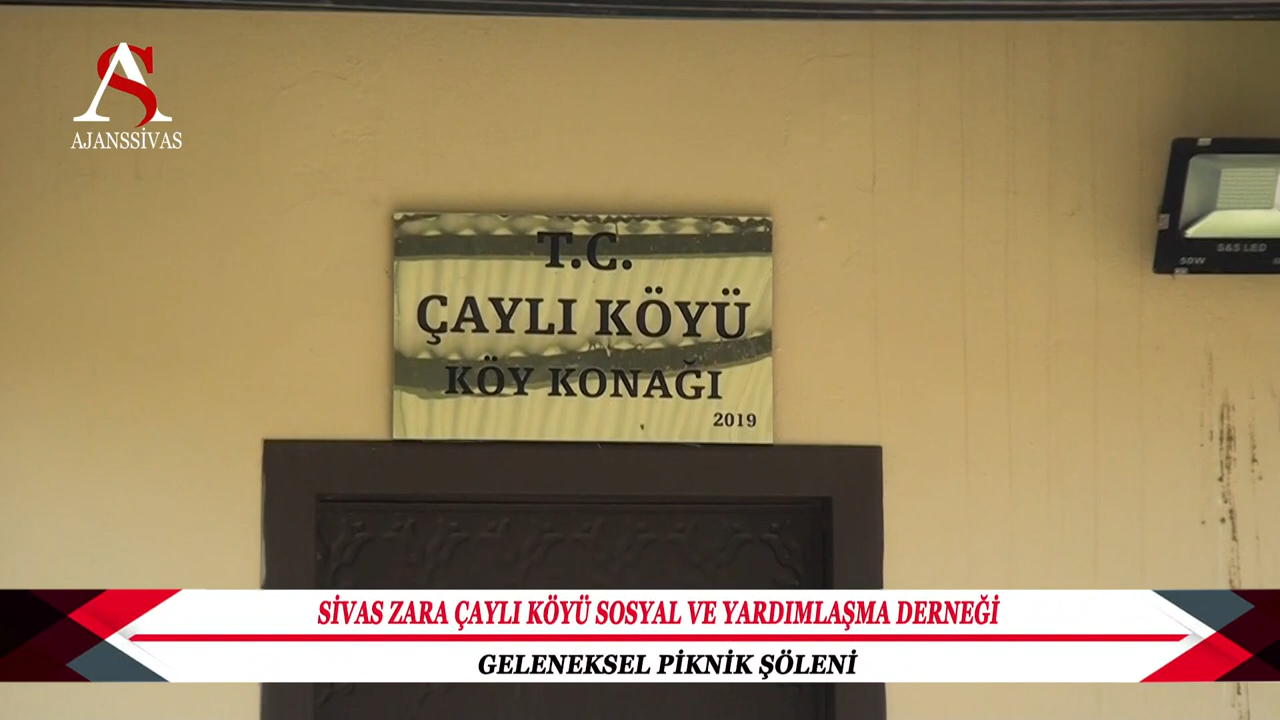 AS
AJANSSİVAS
T.C.
ÇAYLI KÖYÜ
KÖY KONAĞI
2019
S&S LED
50W
SİVAS ZARA ÇAYLI KÖYÜ SOSYAL VE YARDIMLAŞMA DERNEĞİ
GELENEKSEL PİKNİK ŞÖLENİ